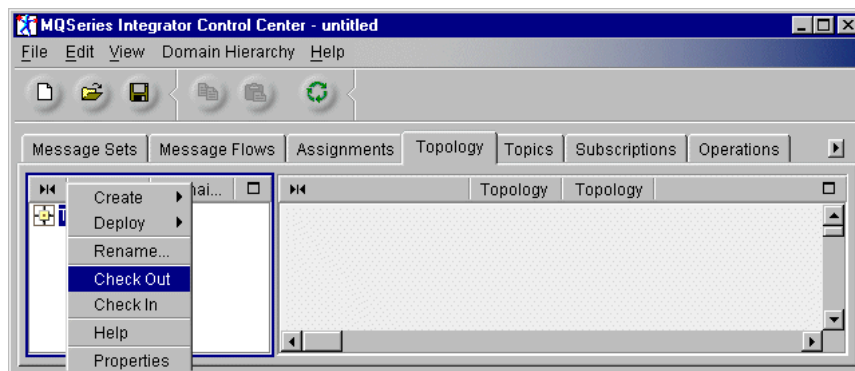 MQSeries Integrator Control Center - untitled
File Edit View Domain Hierarchy Help
Message Sets Message Flows Assignments Topology Topics Subscriptions Operations
Topology Topology
Create
Deploy
Rename...
Check Out
Check In
Help
Properties